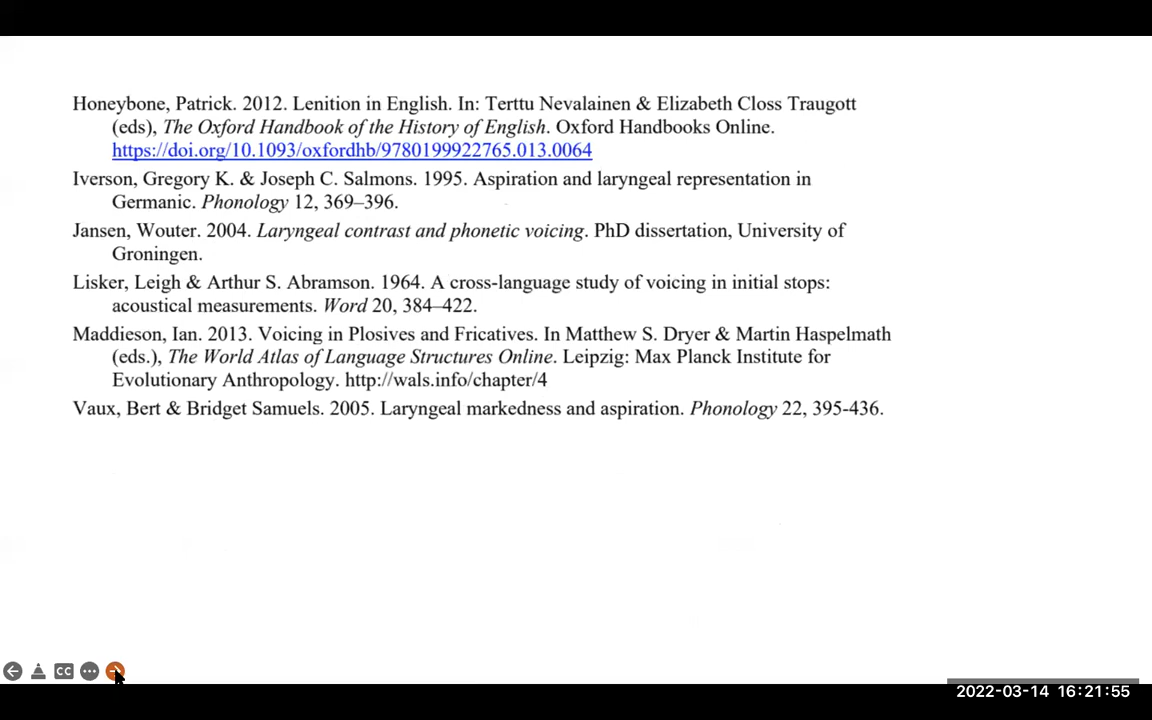 Honeybone, Patrick. 2012. Lenition in English. In: Terttu Nevalainen & Elizabeth Closs Traugott
(eds), The Oxford Handbook of the History of English. Oxford Handbooks Online.
https://doi.org/10.1093/oxfordhb/9780199922765.013.0064
Iverson, Gregory K. & Joseph C. Salmons. 1995. Aspiration and laryngeal representation in
Germanic. Phonology 12, 369–396.
Jansen, Wouter. 2004. Laryngeal contrast and phonetic voicing. PhD dissertation, University of
Groningen.
Lisker, Leigh & Arthur S. Abramson. 1964. A cross-language study of voicing in initial stops:
acoustical measurements. Word 20, 384–422.
Maddieson, Ian. 2013. Voicing in Plosives and Fricatives. In Matthew S. Dryer & Martin Haspelmath
(eds.), The World Atlas of Language Structures Online. Leipzig: Max Planck Institute for
Evolutionary Anthropology. http://wals.info/chapter/4
Vaux, Bert & Bridget Samuels. 2005. Laryngeal markedness and aspiration. Phonology 22, 395-436.
CC
2022-03-14 16:21:55